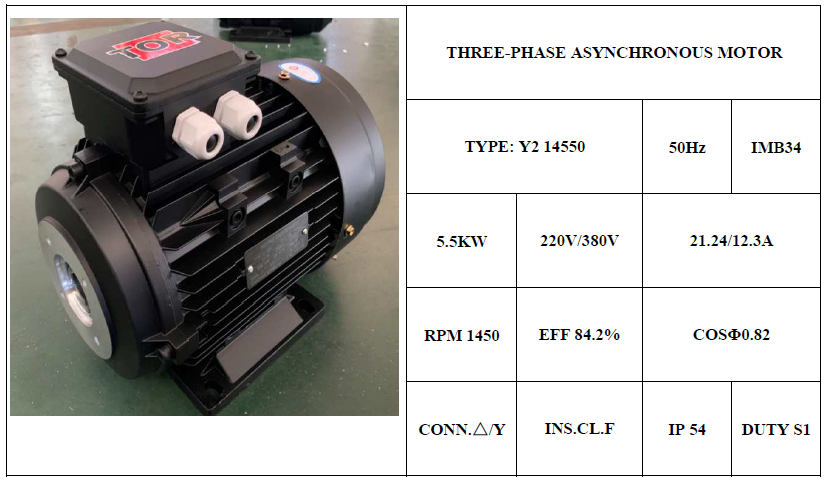 TOR
THREE-PHASE ASYNCHRONOUS MOTOR
TYPE: Y2 14550
50Hz
IMB34
5.5KW
220V/380V
21.24/12.3A
RPM 1450
EFF 84.2%
COSΦ0.82
CONN.△/Y
INS.CL.F
IP 54
DUTY S1